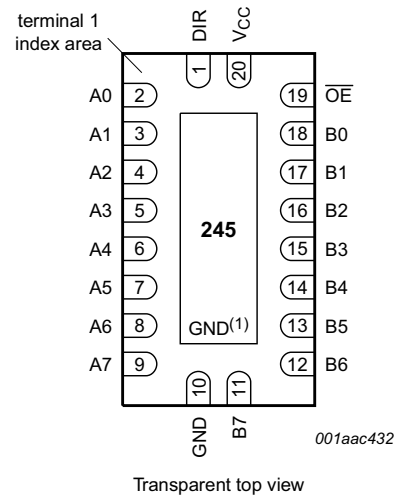 terminal 1
index area
DIR
VCC
1
20
A0 2
19 OE
A1 3
18 B0
A2 4
17 B1
A3 5
16 B2
A4 6
15 B3
A5 7
14 B4
A6 8
13 B5
A7 9
12 B6
245
GND(1)
10
11
GND
B7
001aac432
Transparent top view